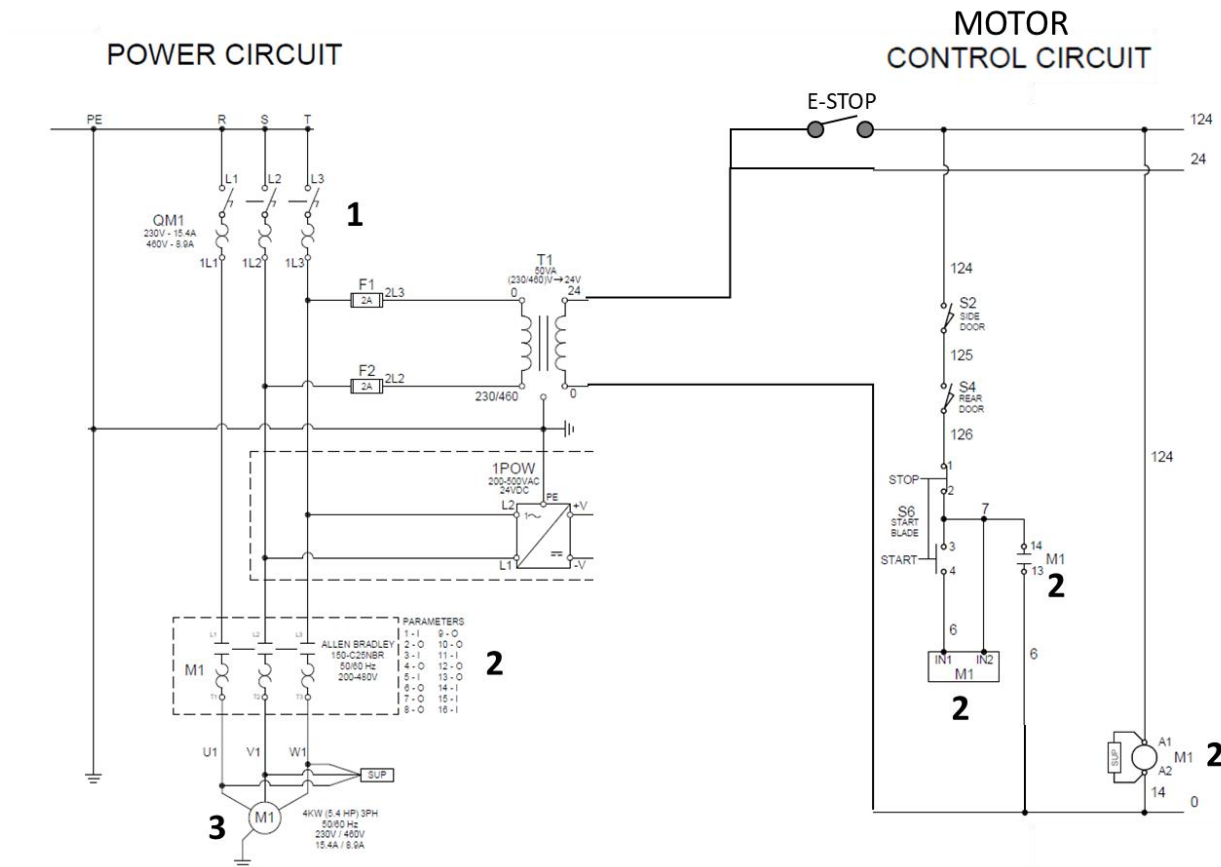 POWER CIRCUIT
MOTOR
CONTROL CIRCUIT
E-STOP
PE
R
S
T
124
24
L1
L2
L3
QM1
230V - 15.4A
460V - 8.9A
1
1L1
1L2
1L3
F1
2A
2L3
T1
50VA
(230/460)V→24V
0
24
F2
2A
2L2
230/460
0
124
S2
SIDE
DOOR
125
S4
REAR
DOOR
126
124
1POW
200-500VAC
24VDC
PE
L2
1~
+V
L1
-V
1
STOP
2
S6
START
BLADE
7
START
3
4
14
M1
13
2
6
6
IN1
IN2
M1
2
L1
L2
L3
M1
ALLEN BRADLEY
150-C25NBR
50/60 Hz
200-480V
T1
T2
T3
PARAMETERS
1 - I
9 - O
2 - O
10 - O
3 - I
11 - I
4 - O
12 - O
5 - I
13 - O
6 - O
14 - I
7 - O
15 - I
8 - O
16 - I
2
U1
V1
W1
SUP
3
M1
4KW (5.4 HP) 3PH
50/60 Hz
230V / 460V
15.4A / 8.9A
SUP
A1
M1
2
A2
14
0